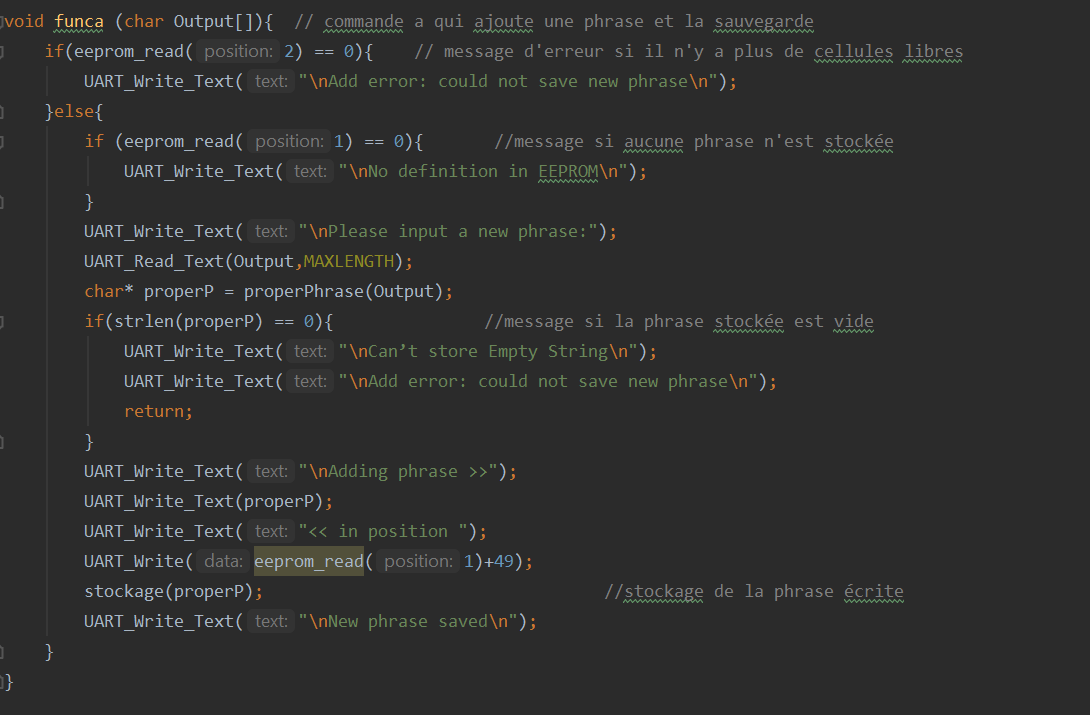 void funca (char Output[]){  // commande a qui ajoute une phrase et la sauvegarde
if(eeprom_read( position: 2) == 0){    // message d'erreur si il n'y a plus de cellules libres
UART_Write_Text( text: "\nAdd error: could not save new phrase\n");
}else{
if (eeprom_read( position: 1) == 0){       //message si aucune phrase n'est stockée
UART_Write_Text( text: "\nNo definition in EEPROM\n");
}
UART_Write_Text( text: "\nPlease input a new phrase:");
UART_Read_Text(Output,MAXLENGTH);
char* properP = properPhrase(Output);
if(strlen(properP) == 0){               //message si la phrase stockée est vide
UART_Write_Text( text: "\nCan’t store Empty String\n");
UART_Write_Text( text: "\nAdd error: could not save new phrase\n");
return;
}
UART_Write_Text( text: "\nAdding phrase >>");
UART_Write_Text(properP);
UART_Write_Text( text: "<< in position ");
UART_Write( data: eeprom_read( position: 1)+49);
stockage(properP);                                  //stockage de la phrase écrite
UART_Write_Text( text: "\nNew phrase saved\n");
}
}